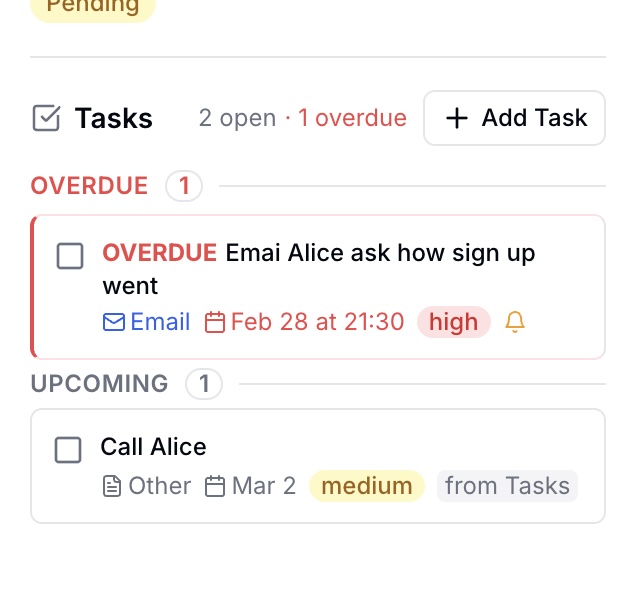 Pending
Tasks 2 open · 1 overdue + Add Task
OVERDUE 1
OVERDUE Emai Alice ask how sign up
went
Email Feb 28 at 21:30 high
UPCOMING 1
Call Alice
Other Mar 2 medium from Tasks